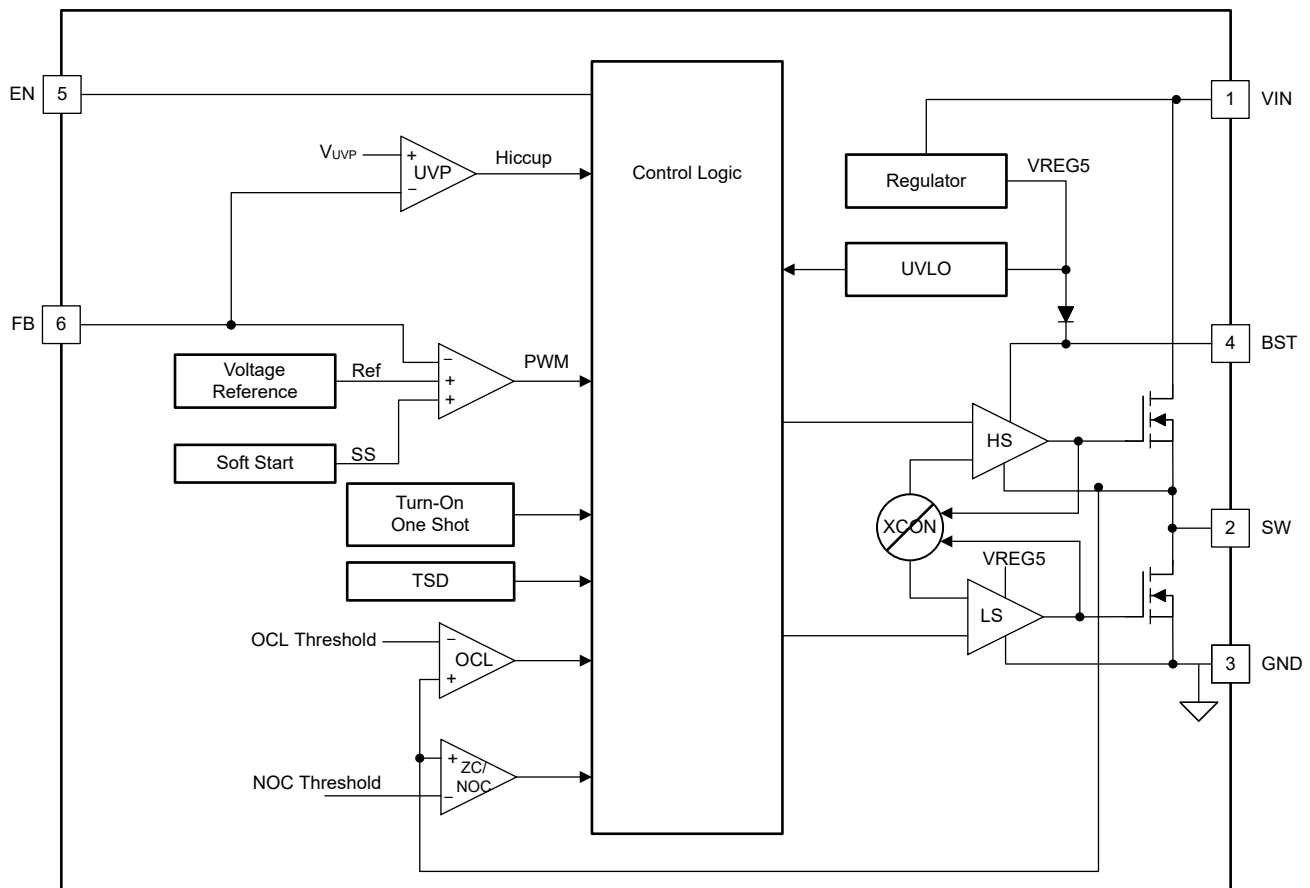 EN
5
1
VIN
VUVP
+
UVP
−
Hiccup
Control Logic
Regulator
VREG5
UVLO
FB
6
4
BST
Voltage
Reference
Ref
−
+
+
PWM
Soft Start
SS
HS
Turn-On
One Shot
XCON
2
SW
TSD
VREG5
LS
OCL Threshold
−
OCL
+
3
GND
NOC Threshold
+
ZC/
NOC
−